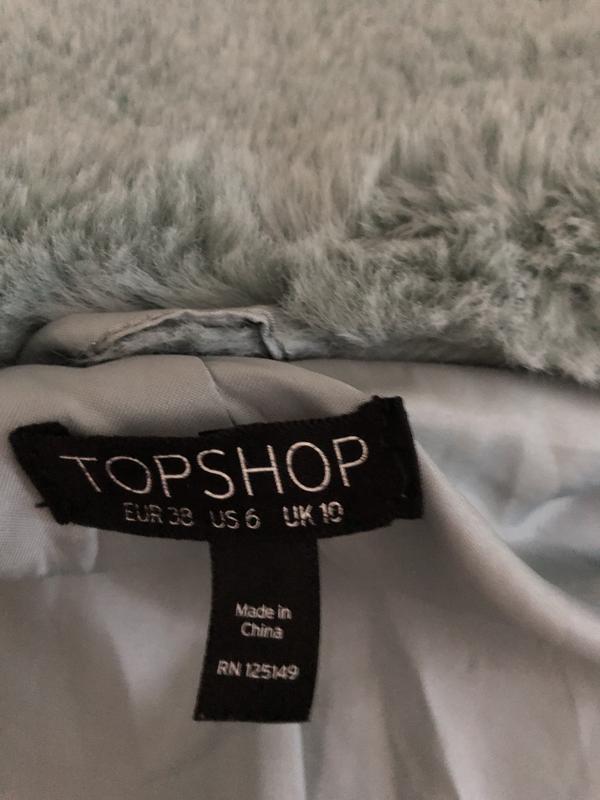 TOPSHOP
EUR 38 US 6 UK 10
Made in
China
RN 125149